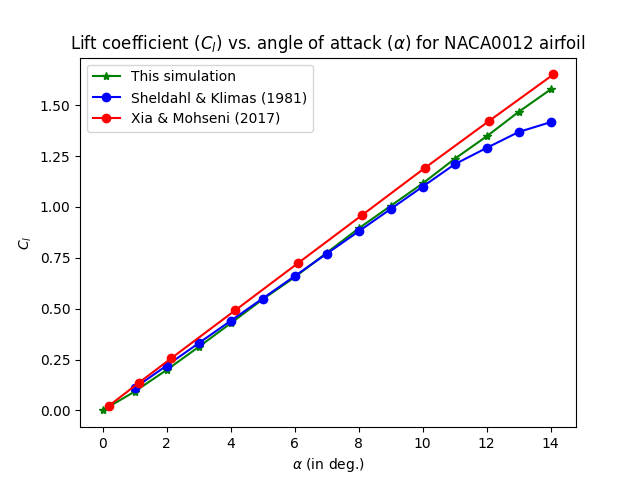 Lift coefficient (Cl) vs. angle of attack (α) for NACA0012 airfoil
This simulation
Sheldahl & Klimas (1981)
Xia & Mohseni (2017)
1.50
1.25
1.00
0.75
0.50
0.25
0.00
Cl
0 2 4 6 8 10 12 14
α (in deg.)